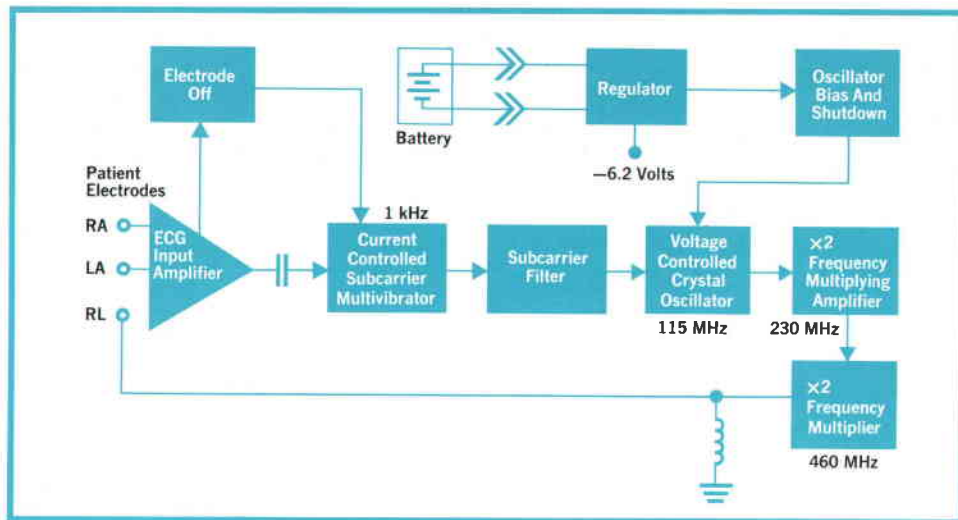 Electrode
Off
Battery
Regulator
−6.2 Volts
Oscillator
Bias And
Shutdown
Patient
Electrodes
RA
LA
RL
ECG
Input
Amplifier
1 kHz
Current
Controlled
Subcarrier
Multivibrator
Subcarrier
Filter
Voltage
Controlled
Crystal
Oscillator
115 MHz
×2
Frequency
Multiplying
Amplifier
230 MHz
×2
Frequency
Multiplier
460 MHz